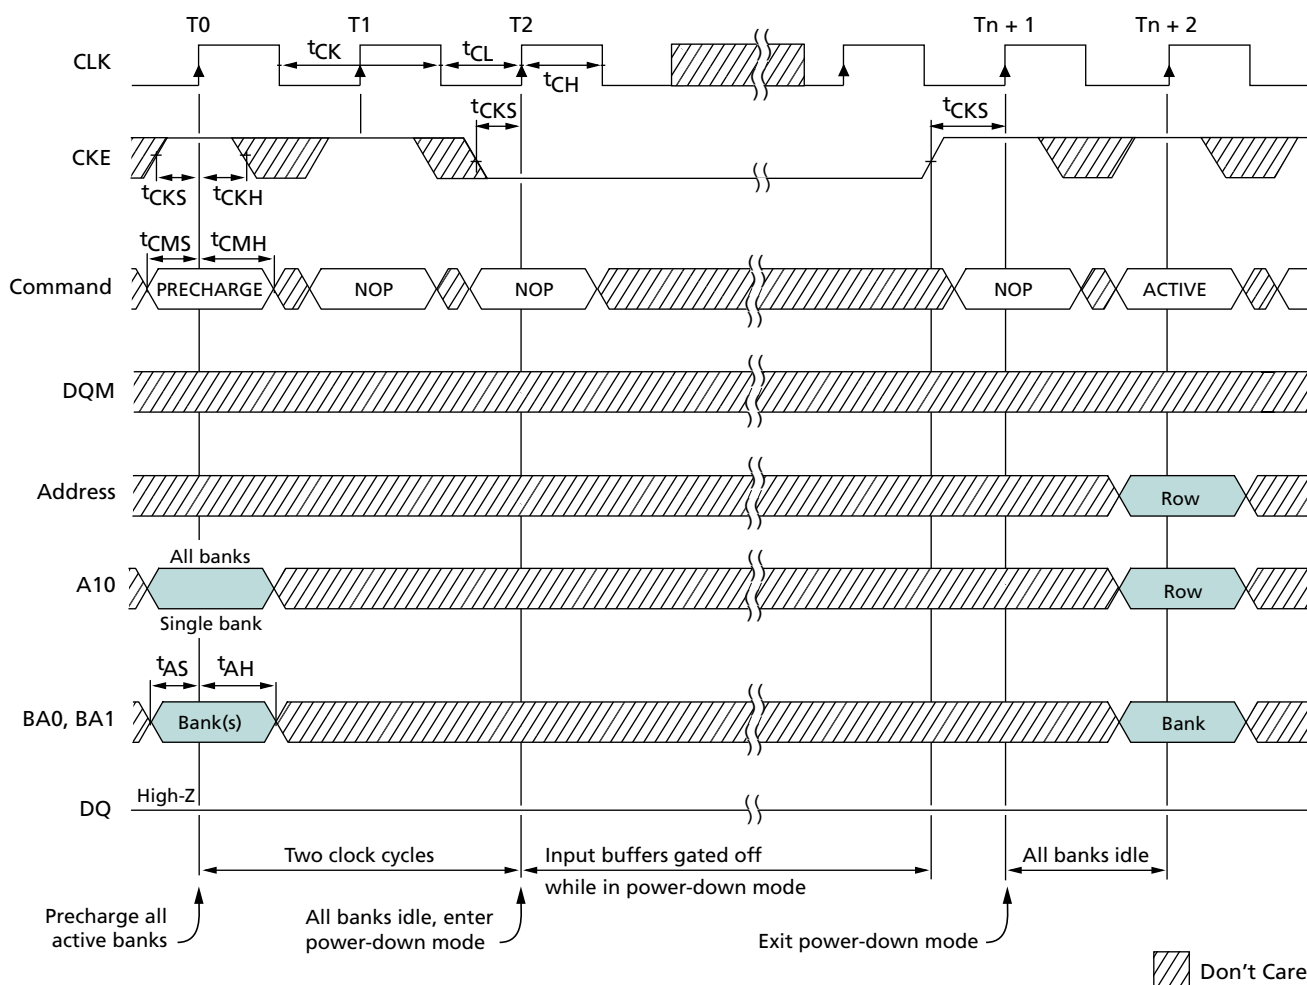 T0 T1 T2 Tn + 1 Tn + 2
CLK tCK tCL
tCH
tCKS tCKS
CKE
tCKS tCKH
tCMS tCMH
Command PRECHARGE NOP NOP NOP ACTIVE
DQM
Address Row
All banks
A10 Row
Single bank
tAS tAH
BA0, BA1 Bank(s) Bank
High-Z
DQ
Two clock cycles Input buffers gated off All banks idle
while in power-down mode
Precharge all All banks idle, enter
active banks power-down mode Exit power-down mode
Don't Care